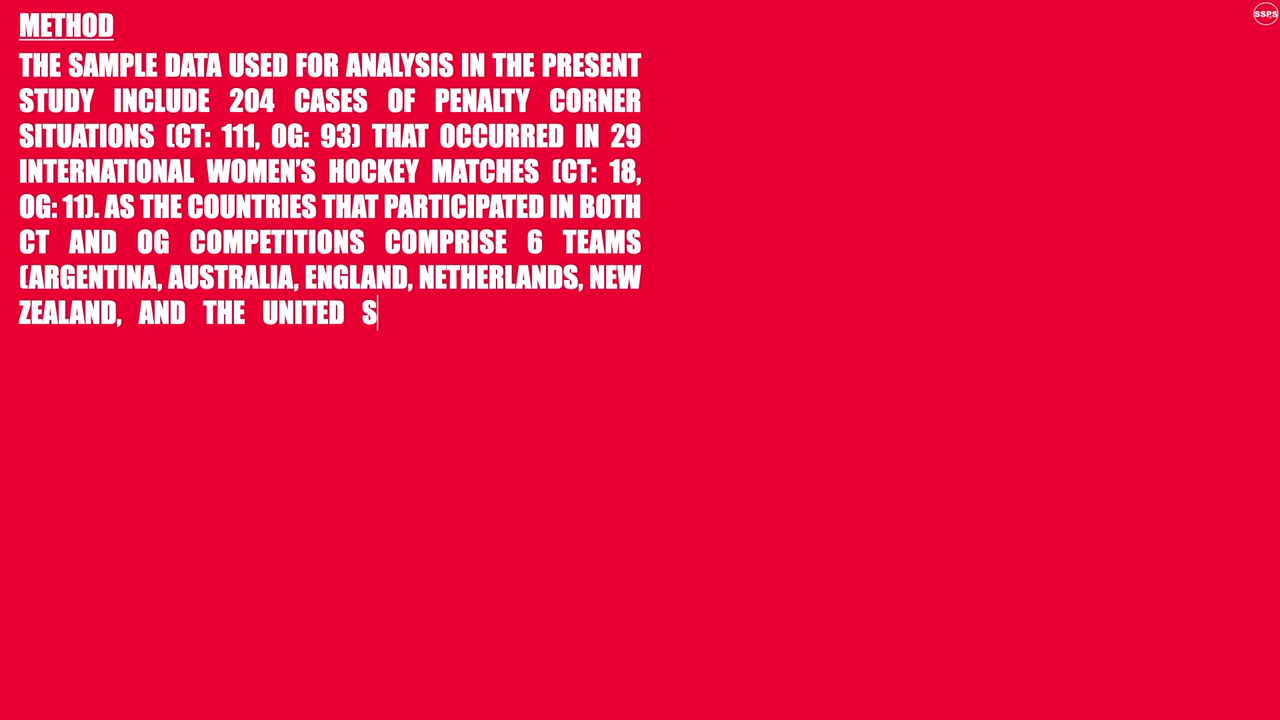 METHOD
SSPS
THE SAMPLE DATA USED FOR ANALYSIS IN THE PRESENT
STUDY INCLUDE 204 CASES OF PENALTY CORNER
SITUATIONS (CT: 111, OG: 93) THAT OCCURRED IN 29
INTERNATIONAL WOMEN'S HOCKEY MATCHES (CT: 18,
OG: 11). AS THE COUNTRIES THAT PARTICIPATED IN BOTH
CT AND OG COMPETITIONS COMPRISE 6 TEAMS
(ARGENTINA, AUSTRALIA, ENGLAND, NETHERLANDS, NEW
ZEALAND, AND THE UNITED S